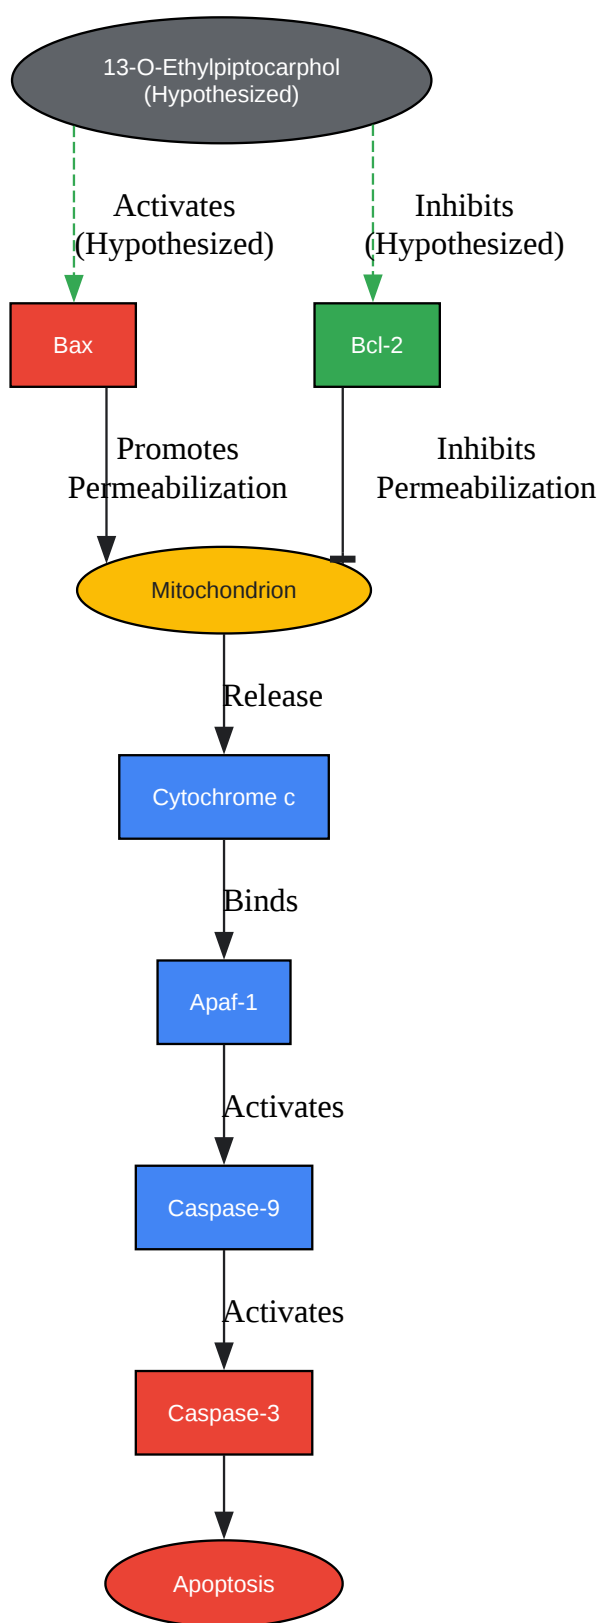 13-O-Ethylpiptocarphol
(Hypothesized)
Activates
(Hypothesized)
Inhibits
(Hypothesized)
Bax
Bcl-2
Promotes
Permeabilization
Inhibits
Permeabilization
Mitochondrion
Release
Cytochrome c
Binds
Apaf-1
Activates
Caspase-9
Activates
Caspase-3
Apoptosis